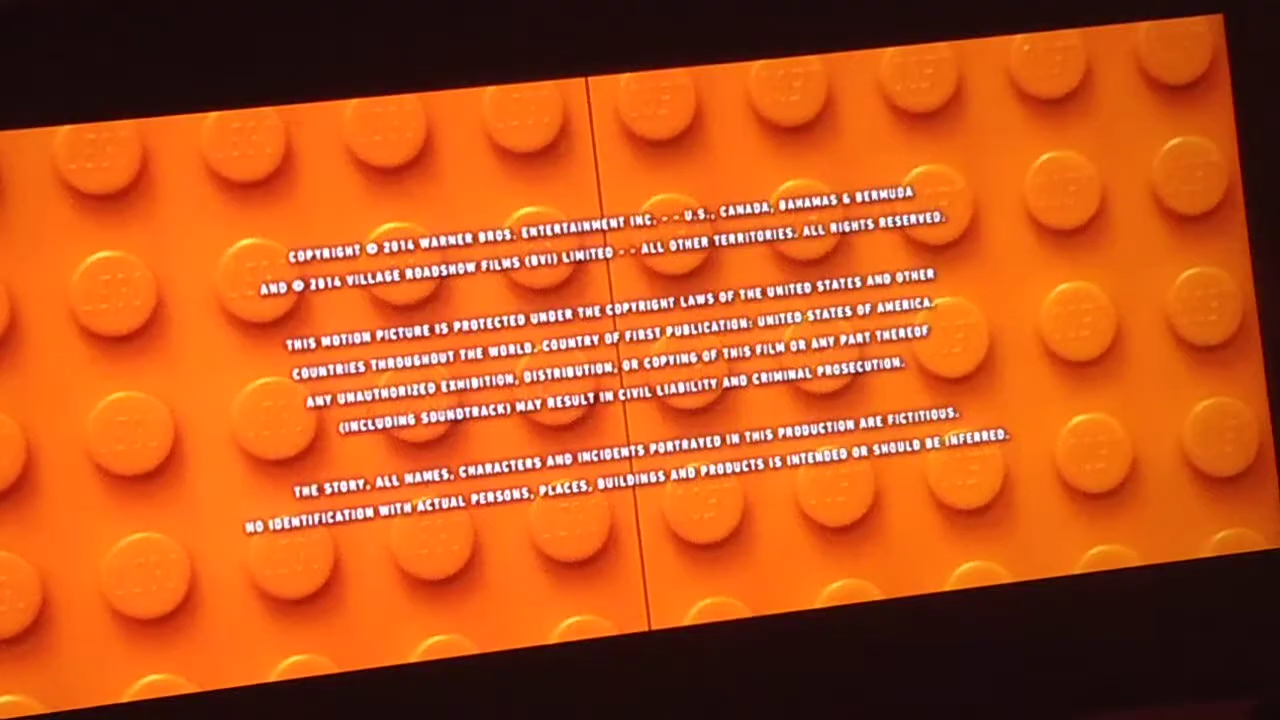 COPYRIGHT © 2014 WARNER BROS. ENTERTAINMENT INC. - - U.S., CANADA, BAHAMAS & BERMUDA
AND © 2014 VILLAGE ROADSHOW FILMS (BVI) LIMITED - - ALL OTHER TERRITORIES. ALL RIGHTS RESERVED.
THIS MOTION PICTURE IS PROTECTED UNDER THE COPYRIGHT LAWS OF THE UNITED STATES AND OTHER
COUNTRIES THROUGHOUT THE WORLD. COUNTRY OF FIRST PUBLICATION: UNITED STATES OF AMERICA.
ANY UNAUTHORIZED EXHIBITION, DISTRIBUTION, OR COPYING OF THIS FILM OR ANY PART THEREOF
(INCLUDING SOUNDTRACK) MAY RESULT IN CIVIL LIABILITY AND CRIMINAL PROSECUTION.
THE STORY, ALL NAMES, CHARACTERS AND INCIDENTS PORTRAYED IN THIS PRODUCTION ARE FICTITIOUS.
NO IDENTIFICATION WITH ACTUAL PERSONS, PLACES, BUILDINGS AND PRODUCTS IS INTENDED OR SHOULD BE INFERRED.